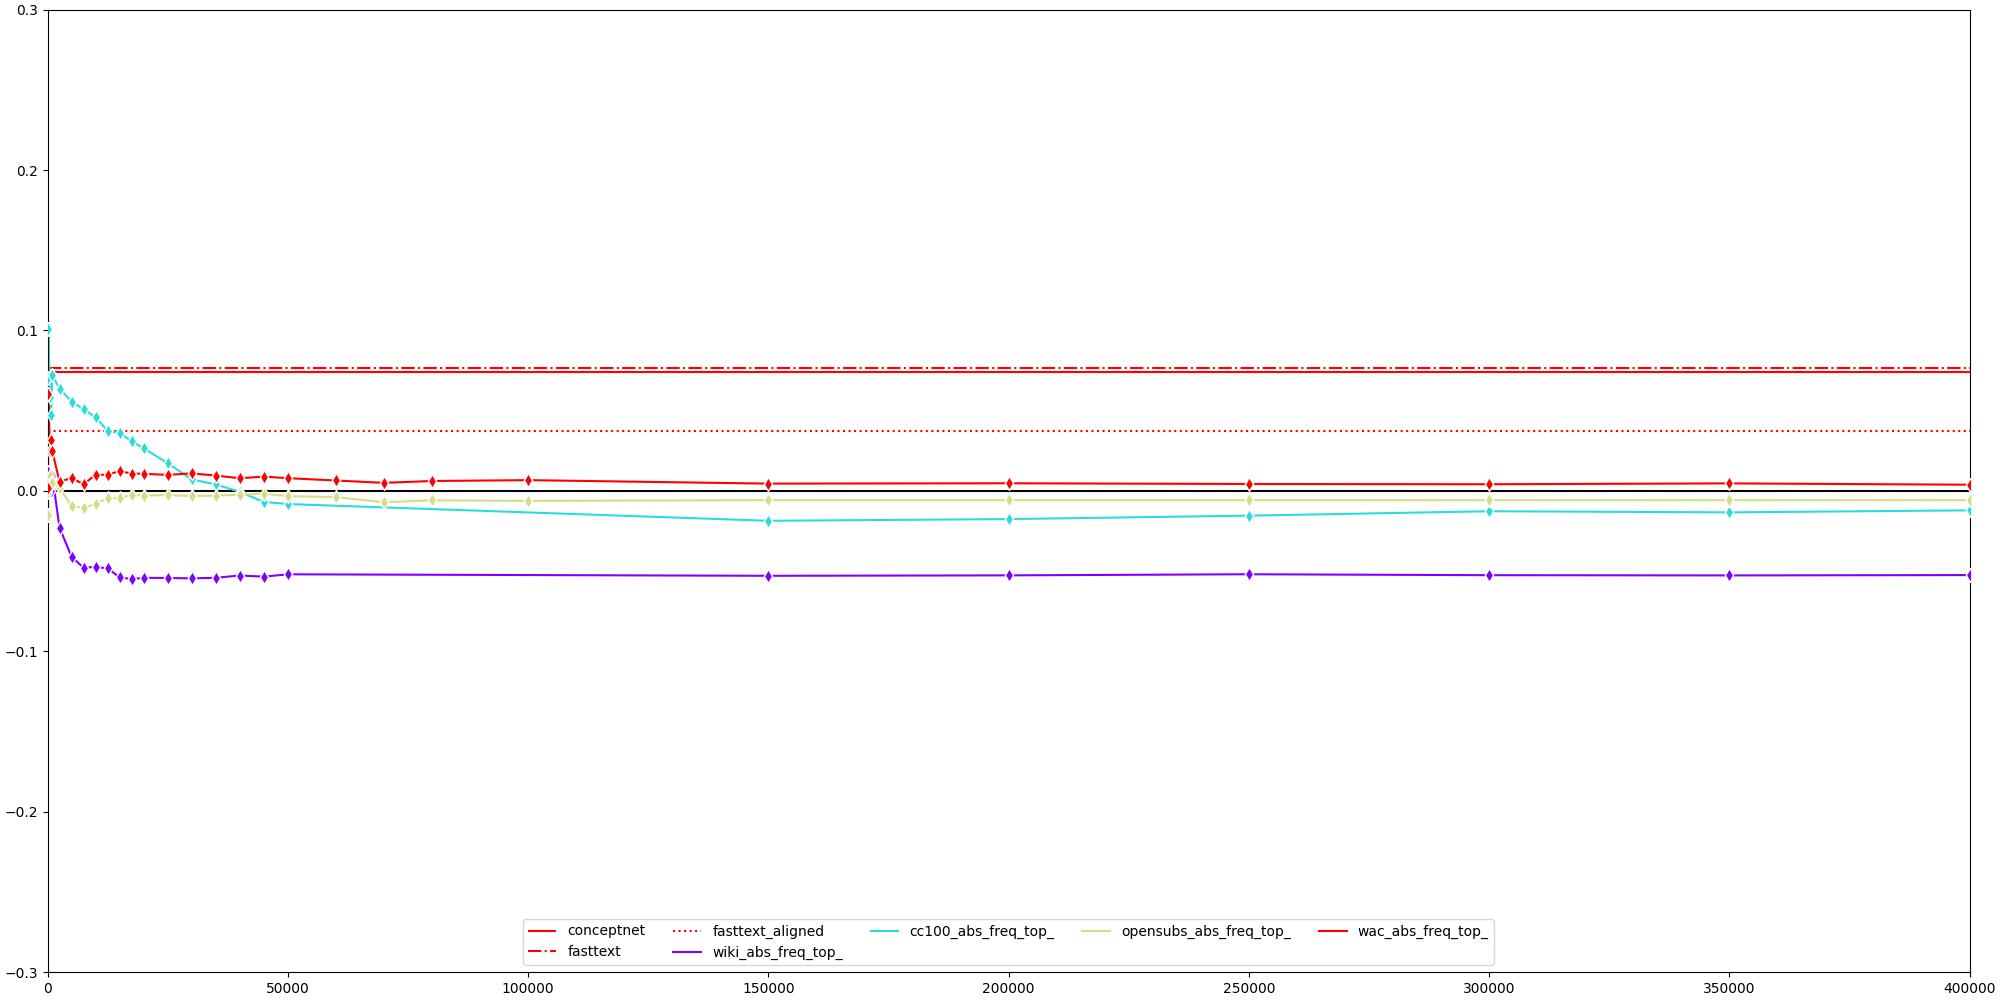 0.3
0.2
0.1
0.0
−0.1
−0.2
−0.3
0 50000 100000 150000 200000 250000 300000 350000 400000
conceptnet fasttext_aligned cc100_abs_freq_top_ opensubs_abs_freq_top_ wac_abs_freq_top_
fasttext wiki_abs_freq_top_